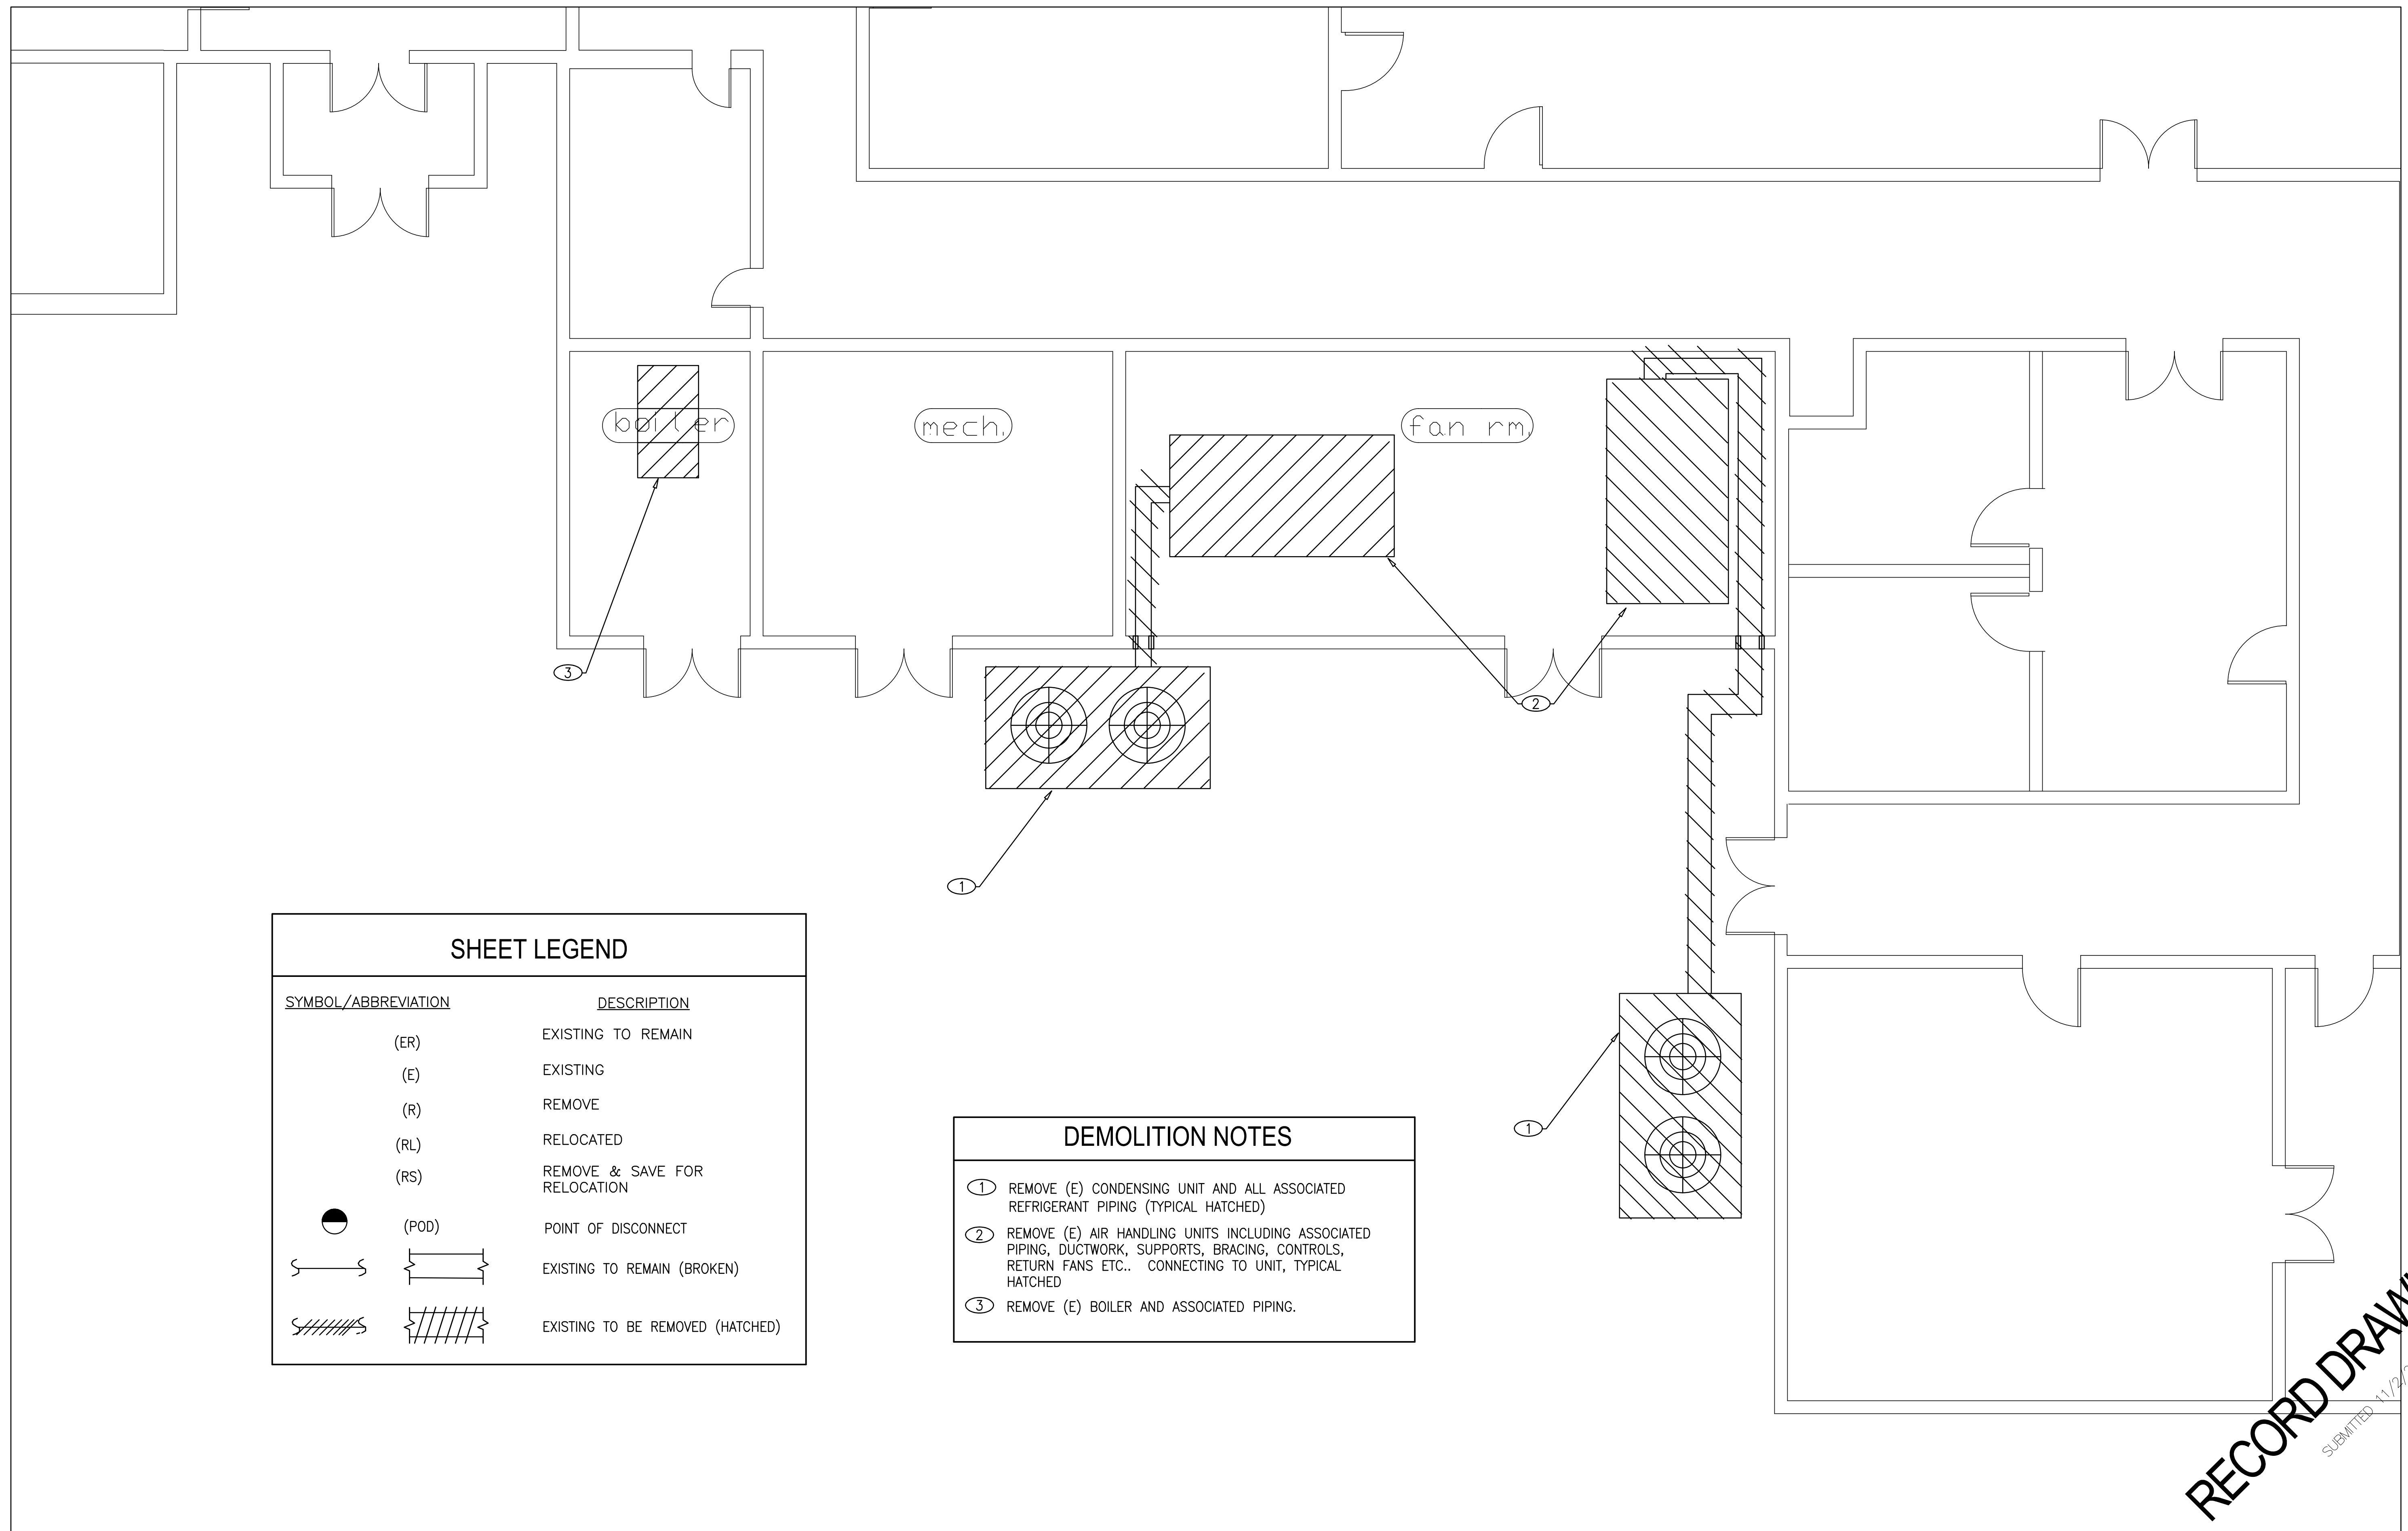 boiler
mech.
fan rm.
3
2
1
1
SHEET LEGEND
SYMBOL/ABBREVIATION DESCRIPTION
(ER) EXISTING TO REMAIN
(E) EXISTING
(R) REMOVE
(RL) RELOCATED
(RS) REMOVE & SAVE FOR
RELOCATION
(POD) POINT OF DISCONNECT
EXISTING TO REMAIN (BROKEN)
EXISTING TO BE REMOVED (HATCHED)
DEMOLITION NOTES
1 REMOVE (E) CONDENSING UNIT AND ALL ASSOCIATED
REFRIGERANT PIPING (TYPICAL HATCHED)
2 REMOVE (E) AIR HANDLING UNITS INCLUDING ASSOCIATED
PIPING, DUCTWORK, SUPPORTS, BRACING, CONTROLS,
RETURN FANS ETC.. CONNECTING TO UNIT, TYPICAL
HATCHED
3 REMOVE (E) BOILER AND ASSOCIATED PIPING.
RECORD DRAW
SUBMITTED 11/2/